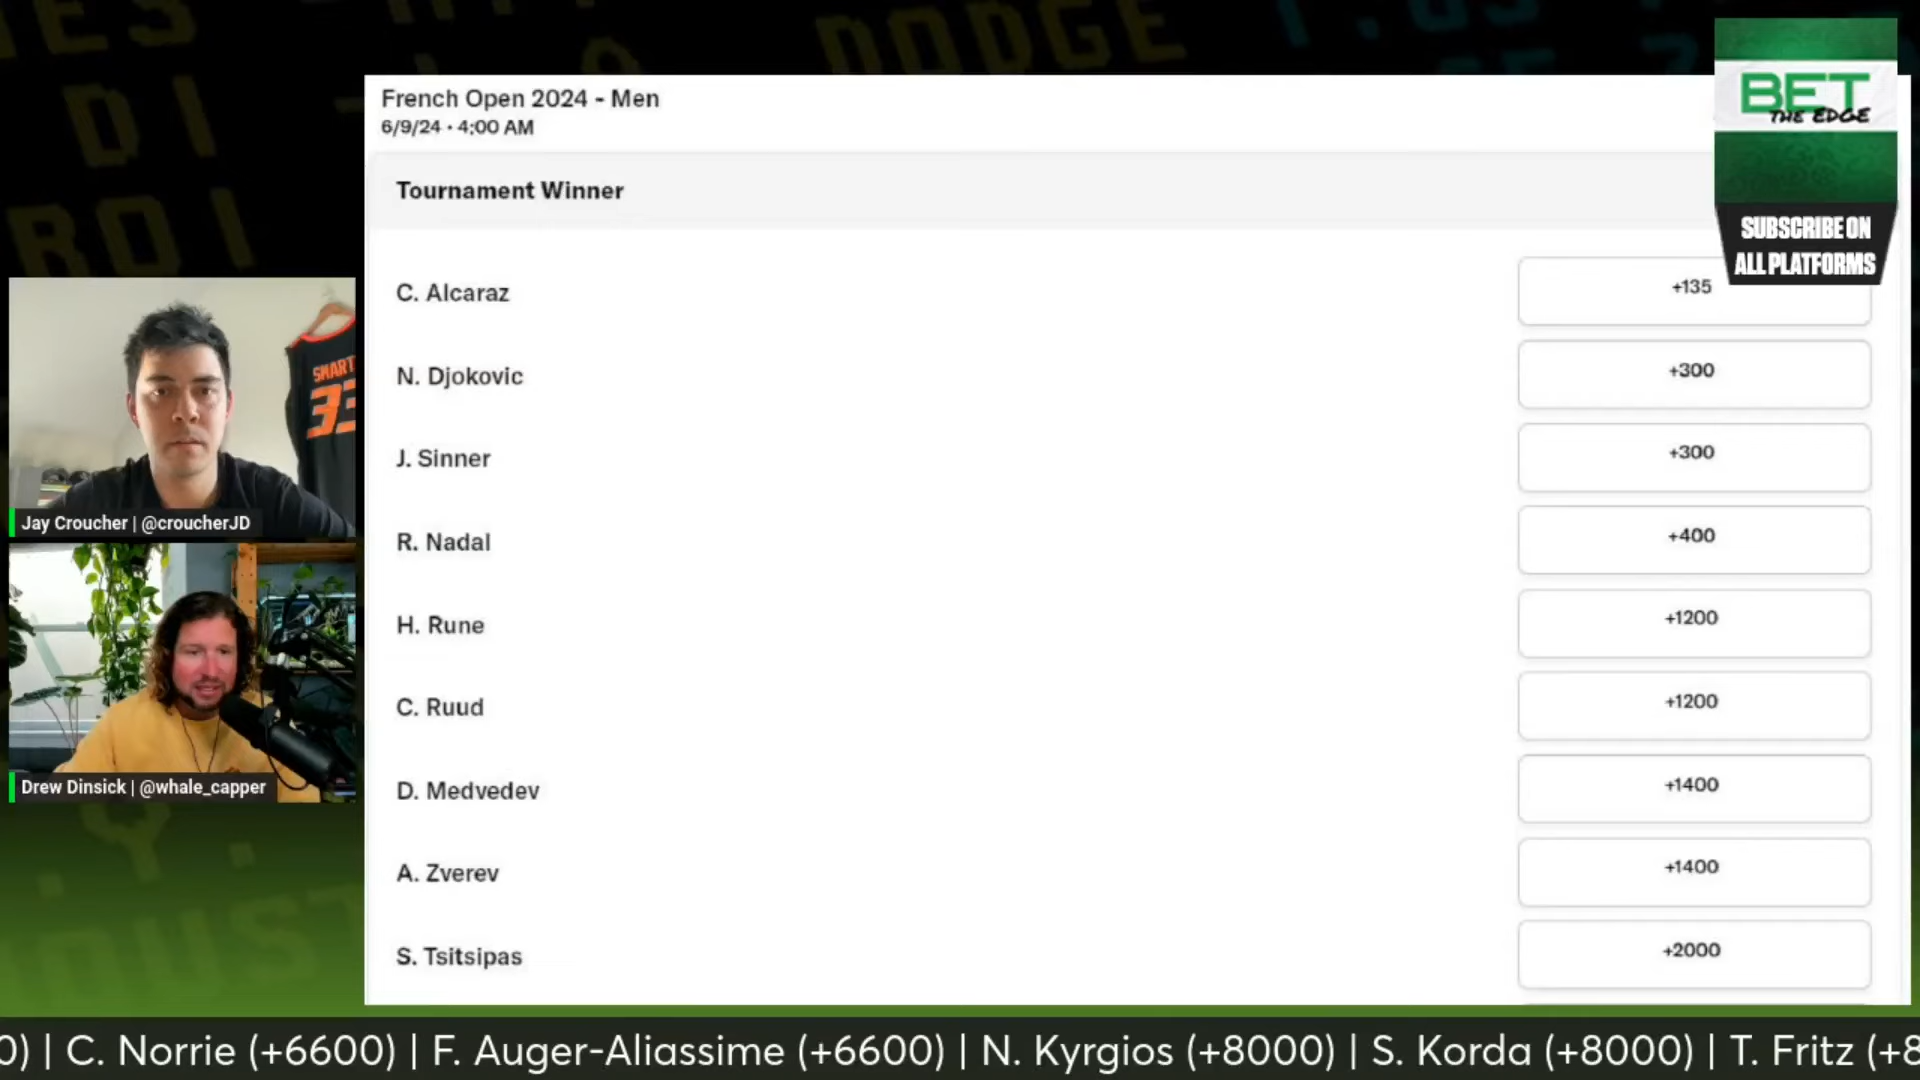 French Open 2024 - Men
6/9/24 • 4:00 AM
BET
THE EDGE
SUBSCRIBE ON
ALL PLATFORMS
Tournament Winner
C. Alcaraz +135
N. Djokovic +300
J. Sinner +300
R. Nadal +400
H. Rune +1200
C. Ruud +1200
D. Medvedev +1400
A. Zverev +1400
S. Tsitsipas +2000
SMART
33
Jay Croucher | @croucherJD
Drew Dinsick | @whale_capper
0) | C. Norrie (+6600) | F. Auger-Aliassime (+6600) | N. Kyrgios (+8000) | S. Korda (+8000) | T. Fritz (+8